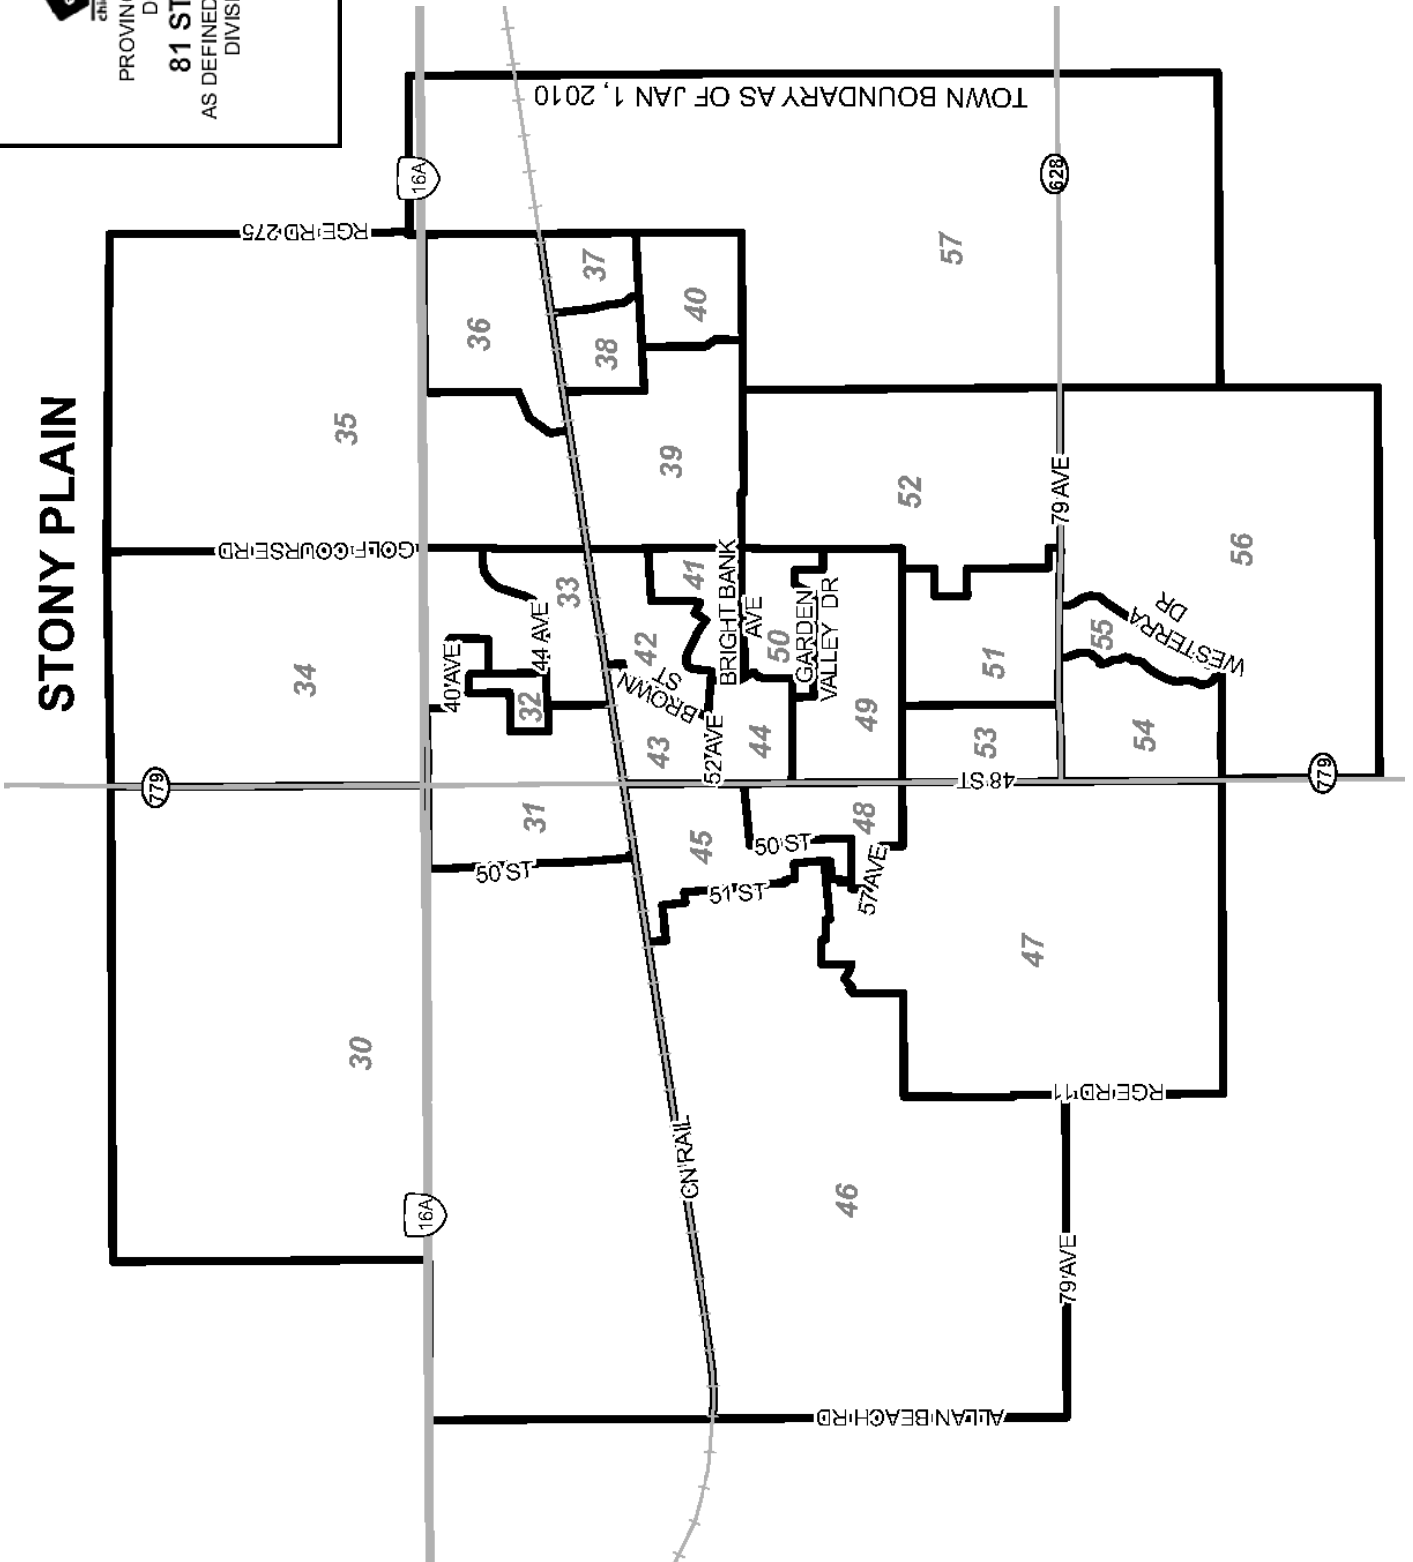 chi
PROVINC
D
81 ST
AS DEFINED
DIVISI
STONY PLAIN
TOWN BOUNDARY AS OF JAN 1, 2010
16A
628
RGE RD 275
57
37
36
40
38
35
39
52
79 AVE
GOLF COURSE RD
56
41
33
BRIGHT BANK
AVE
44 AVE
42
50
GARDEN
VALLEY DR
55
WESTERRA
DR
34
40 AVE
51
BROWN
ST
32
49
43
52 AVE
44
53
54
779
48 ST
779
31
45
48
50 ST
50 ST
51 ST
57 AVE
47
30
RGE RD 11
CN RAIL
46
16A
79 AVE
ALLAN BEACH RD